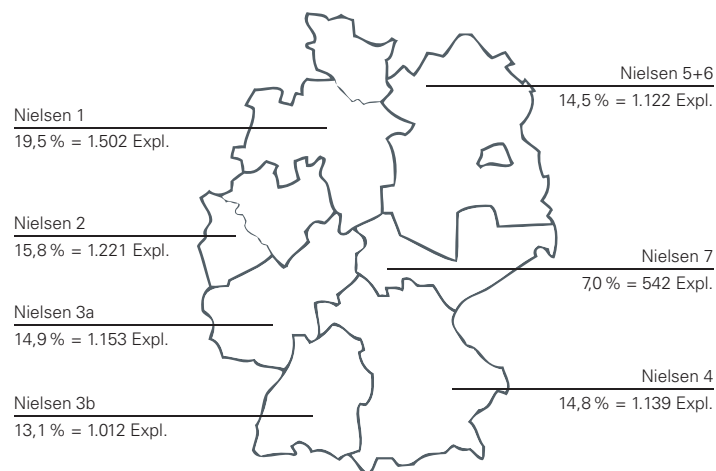 Nielsen 1
19,5 % = 1.502 Expl.
Nielsen 2
15,8 % = 1.221 Expl.
Nielsen 3a
14,9 % = 1.153 Expl.
Nielsen 3b
13,1 % = 1.012 Expl.
Nielsen 5+6
14,5 % = 1.122 Expl.
Nielsen 7
7,0 % = 542 Expl.
Nielsen 4
14,8 % = 1.139 Expl.